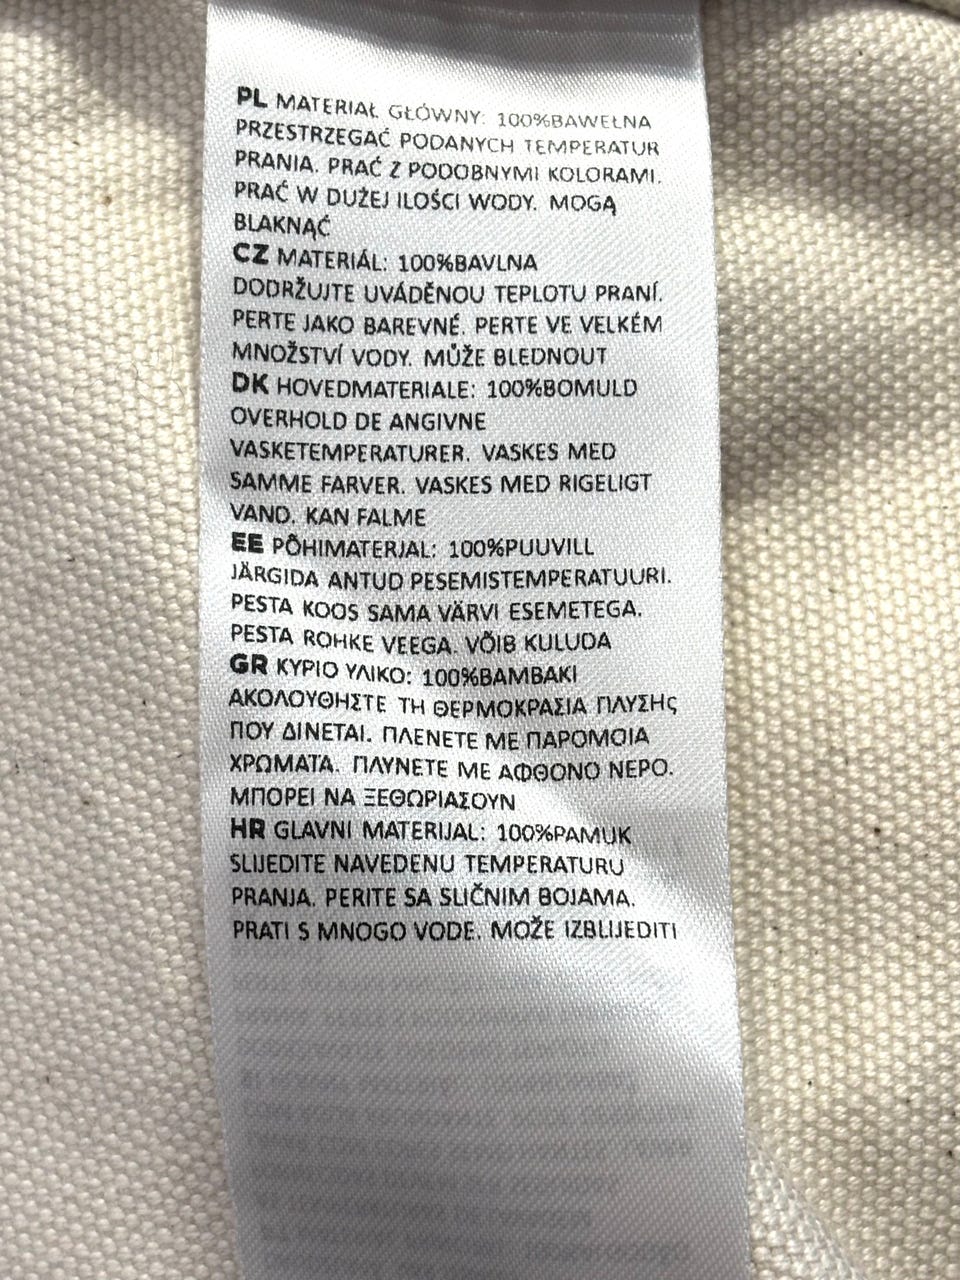 PL MATERIAŁ GŁÓWNY: 100%BAWEŁNA
PRZESTRZEGAĆ PODANYCH TEMPERATUR
PRANIA. PRAĆ Z PODOBNYMI KOLORAMI.
PRAĆ W DUŻEJ ILOŚCI WODY. MOGĄ
BLAKNĄĆ
CZ MATERIÁL: 100%BAVLNA
DODRŽUJTE UVÁDĚNOU TEPLOTU PRANÍ.
PERTE JAKO BAREVNÉ. PERTE VE VELKÉM
MNOŽSTVÍ VODY. MŮŽE BLEDNOUT
DK HOVEDMATERIALE: 100%BOMULD
OVERHOLD DE ANGIVNE
VASKETEMPERATURER. VASKES MED
SAMME FARVER. VASKES MED RIGELIGT
VAND. KAN FALME
EE PÕHIMATERJAL: 100%PUUVILL
JÄRGIDA ANTUD PESEMISTEMPERATUURI.
PESTA KOOS SAMA VÄRVI ESEMETEGA.
PESTA ROHKE VEEGA. VÕIB KULUDA
GR ΚΥΡΙΟ ΥΛΙΚΟ: 100%ΒΑΜΒΑΚΙ
ΑΚΟΛΟΥΘΗΣΤΕ ΤΗ ΘΕΡΜΟΚΡΑΣΙΑ ΠΛΥΣΗς
ΠΟΥ ΔΙΝΕΤΑΙ. ΠΛΕΝΕΤΕ ΜΕ ΠΑΡΟΜΟΙΑ
ΧΡΩΜΑΤΑ. ΠΛΥΝΕΤΕ ΜΕ ΑΦΘΟΝΟ ΝΕΡΟ.
ΜΠΟΡΕΙ ΝΑ ΞΕΘΩΡΙΑΣΟΥΝ
HR GLAVNI MATERIJAL: 100%PAMUK
SLIJEDITE NAVEDENU TEMPERATURU
PRANJA. PERITE SA SLIČNIM BOJAMA.
PRATI S MNOGO VODE. MOŽE IZBLIJEDITI